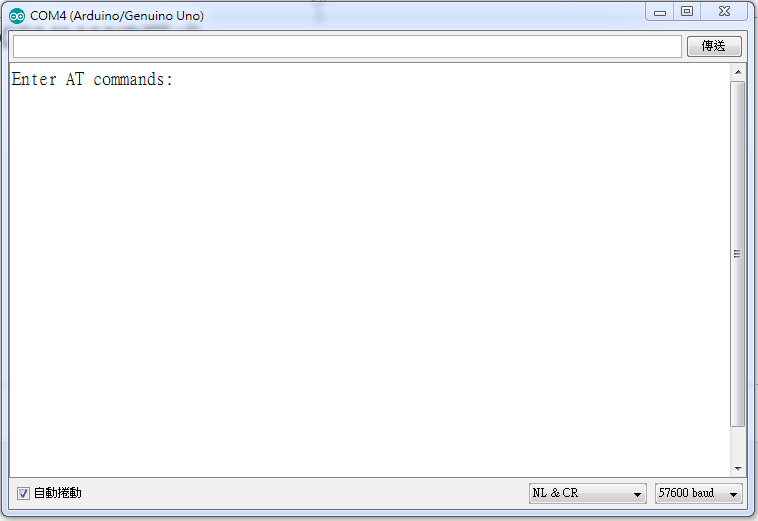 COM4 (Arduino/Genuino Uno)
傳送
Enter AT commands:
自動捲動
NL & CR
57600 baud